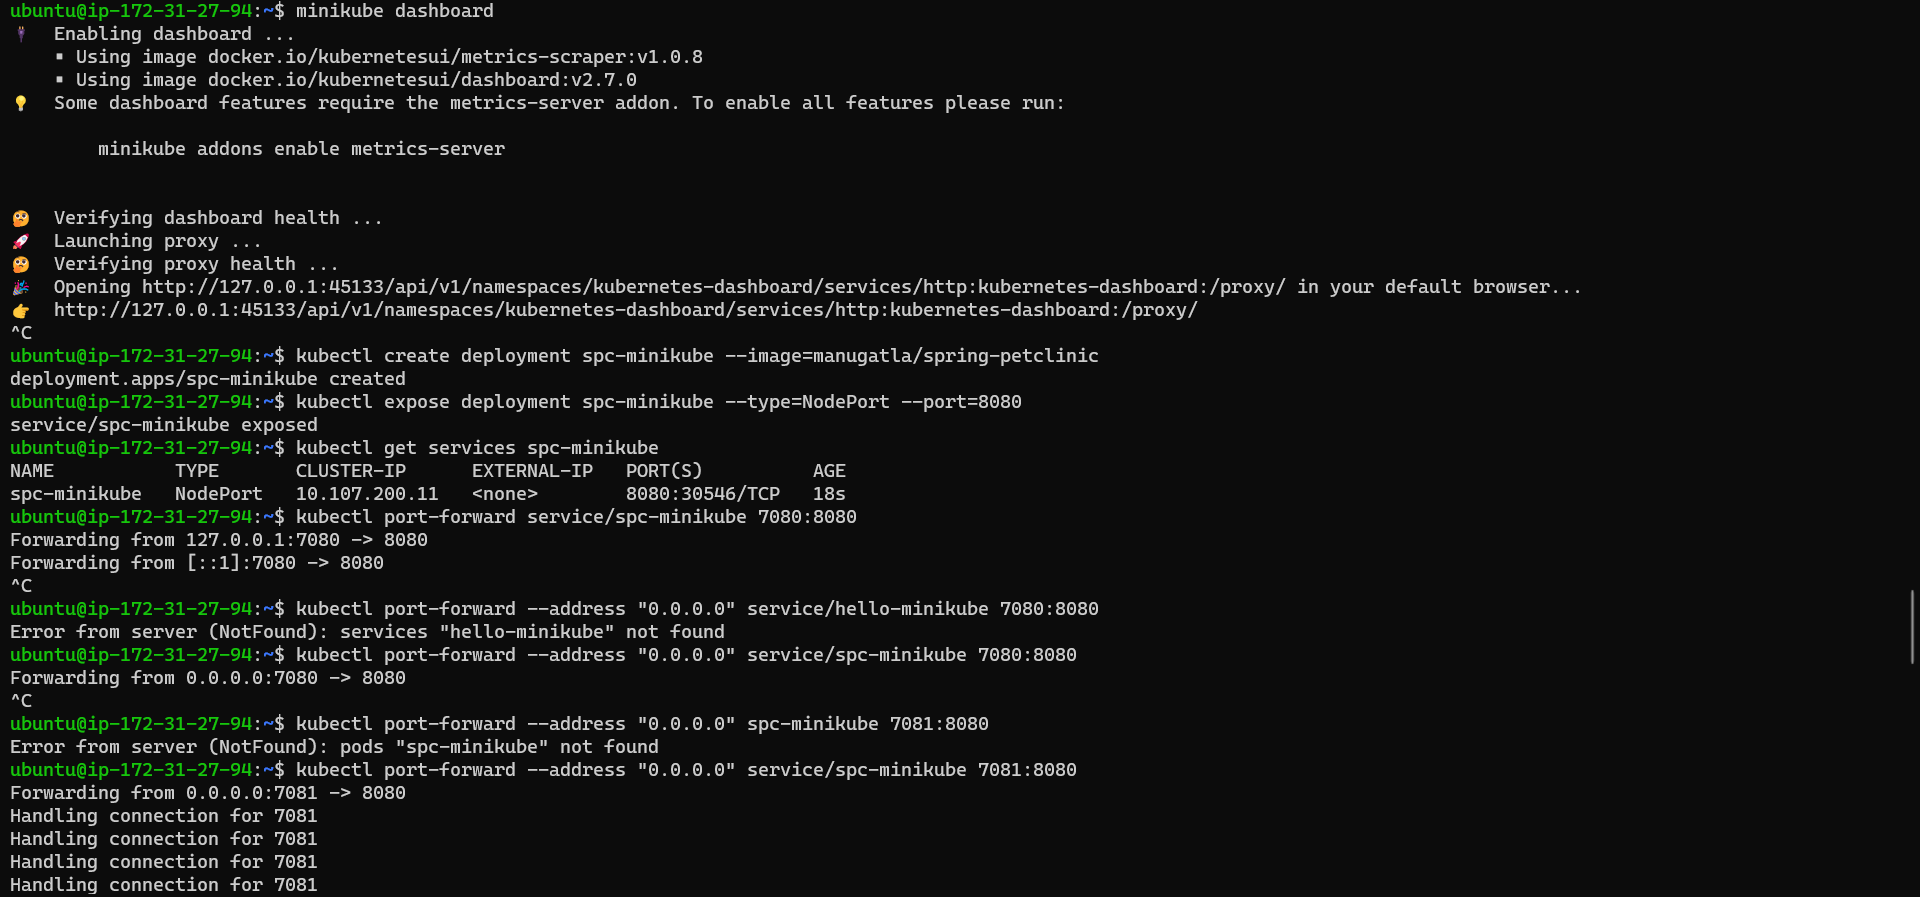 ubuntu@ip-172-31-27-94:~$ minikube dashboard
Enabling dashboard ...
▪ Using image docker.io/kubernetesui/metrics-scraper:v1.0.8
▪ Using image docker.io/kubernetesui/dashboard:v2.7.0
Some dashboard features require the metrics-server addon. To enable all features please run:
minikube addons enable metrics-server
Verifying dashboard health ...
Launching proxy ...
Verifying proxy health ...
Opening http://127.0.0.1:45133/api/v1/namespaces/kubernetes-dashboard/services/http:kubernetes-dashboard:/proxy/ in your default browser...
http://127.0.0.1:45133/api/v1/namespaces/kubernetes-dashboard/services/http:kubernetes-dashboard:/proxy/
^C
ubuntu@ip-172-31-27-94:~$ kubectl create deployment spc-minikube --image=manugatla/spring-petclinic
deployment.apps/spc-minikube created
ubuntu@ip-172-31-27-94:~$ kubectl expose deployment spc-minikube --type=NodePort --port=8080
service/spc-minikube exposed
ubuntu@ip-172-31-27-94:~$ kubectl get services spc-minikube
NAME           TYPE       CLUSTER-IP      EXTERNAL-IP   PORT(S)          AGE
spc-minikube   NodePort   10.107.200.11   <none>        8080:30546/TCP   18s
ubuntu@ip-172-31-27-94:~$ kubectl port-forward service/spc-minikube 7080:8080
Forwarding from 127.0.0.1:7080 -> 8080
Forwarding from [::1]:7080 -> 8080
^C
ubuntu@ip-172-31-27-94:~$ kubectl port-forward --address "0.0.0.0" service/hello-minikube 7080:8080
Error from server (NotFound): services "hello-minikube" not found
ubuntu@ip-172-31-27-94:~$ kubectl port-forward --address "0.0.0.0" service/spc-minikube 7080:8080
Forwarding from 0.0.0.0:7080 -> 8080
^C
ubuntu@ip-172-31-27-94:~$ kubectl port-forward --address "0.0.0.0" spc-minikube 7081:8080
Error from server (NotFound): pods "spc-minikube" not found
ubuntu@ip-172-31-27-94:~$ kubectl port-forward --address "0.0.0.0" service/spc-minikube 7081:8080
Forwarding from 0.0.0.0:7081 -> 8080
Handling connection for 7081
Handling connection for 7081
Handling connection for 7081
Handling connection for 7081